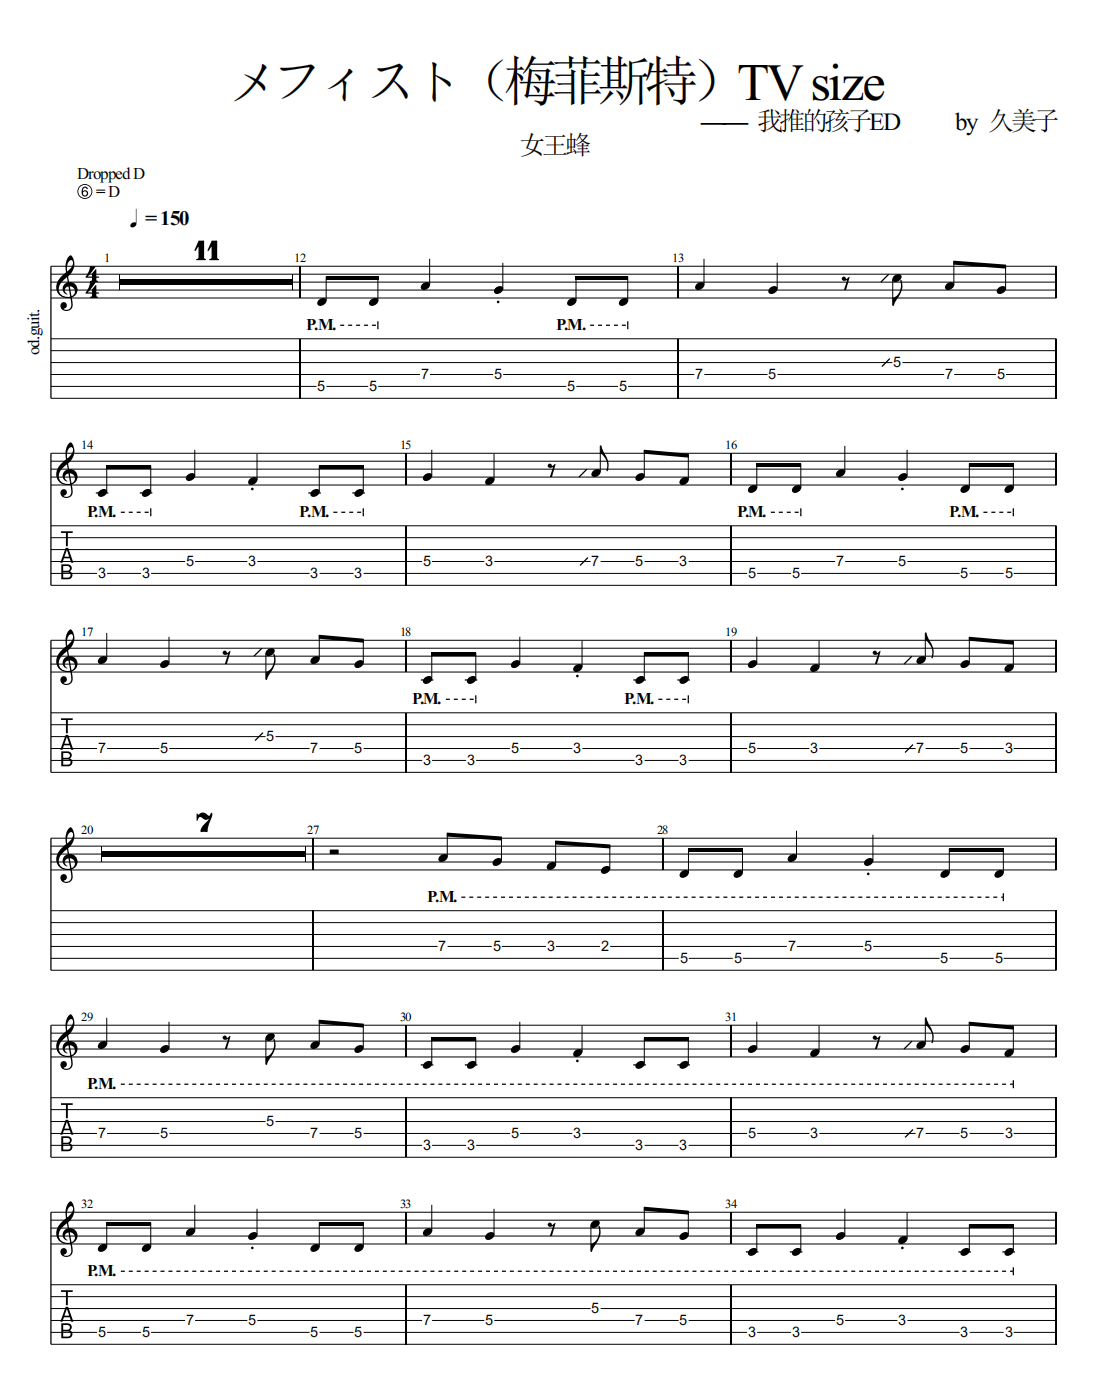 メフィスト（梅菲斯特）TV size
—— 我推的孩子ED by 久美子
女王蜂
Dropped D
⑥ = D
♩ = 150
1 11 12 13
od.guit.
P.M. P.M.
5 5 7 5 5 5 7 5 5 7 5
14 15 16
P.M. P.M. P.M. P.M.
T A B
3 3 5 3 3 3 5 3 7 5 3 5 5 7 5 5 5
17 18 19
P.M. P.M.
T A B
7 5 5 7 5 3 3 5 3 3 3 5 3 7 5 3
20 7 27 28
P.M.
7 5 3 2 5 5 7 5 5 5
29 30 31
P.M.
T A B
7 5 5 7 5 3 3 5 3 3 3 5 3 7 5 3
32 33 34
P.M.
T A B
5 5 7 5 5 5 7 5 5 7 5 3 3 5 3 3 3